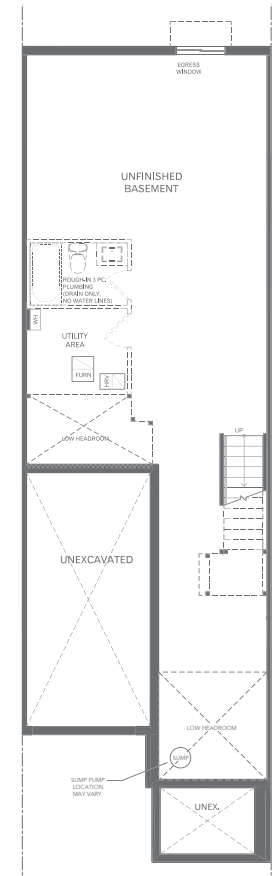 EGRESS
WINDOW
UNFINISHED
BASEMENT
ROUGH-IN 3 PC.
PLUMBING
(DRAIN ONLY,
NO WATER LINES)
WH
UTILITY
AREA
FURN
HRV
LOW HEADROOM
UP
UNEXCAVATED
LOW HEADROOM
SUMP
SUMP PUMP
LOCATION
MAY VARY
UNEX.